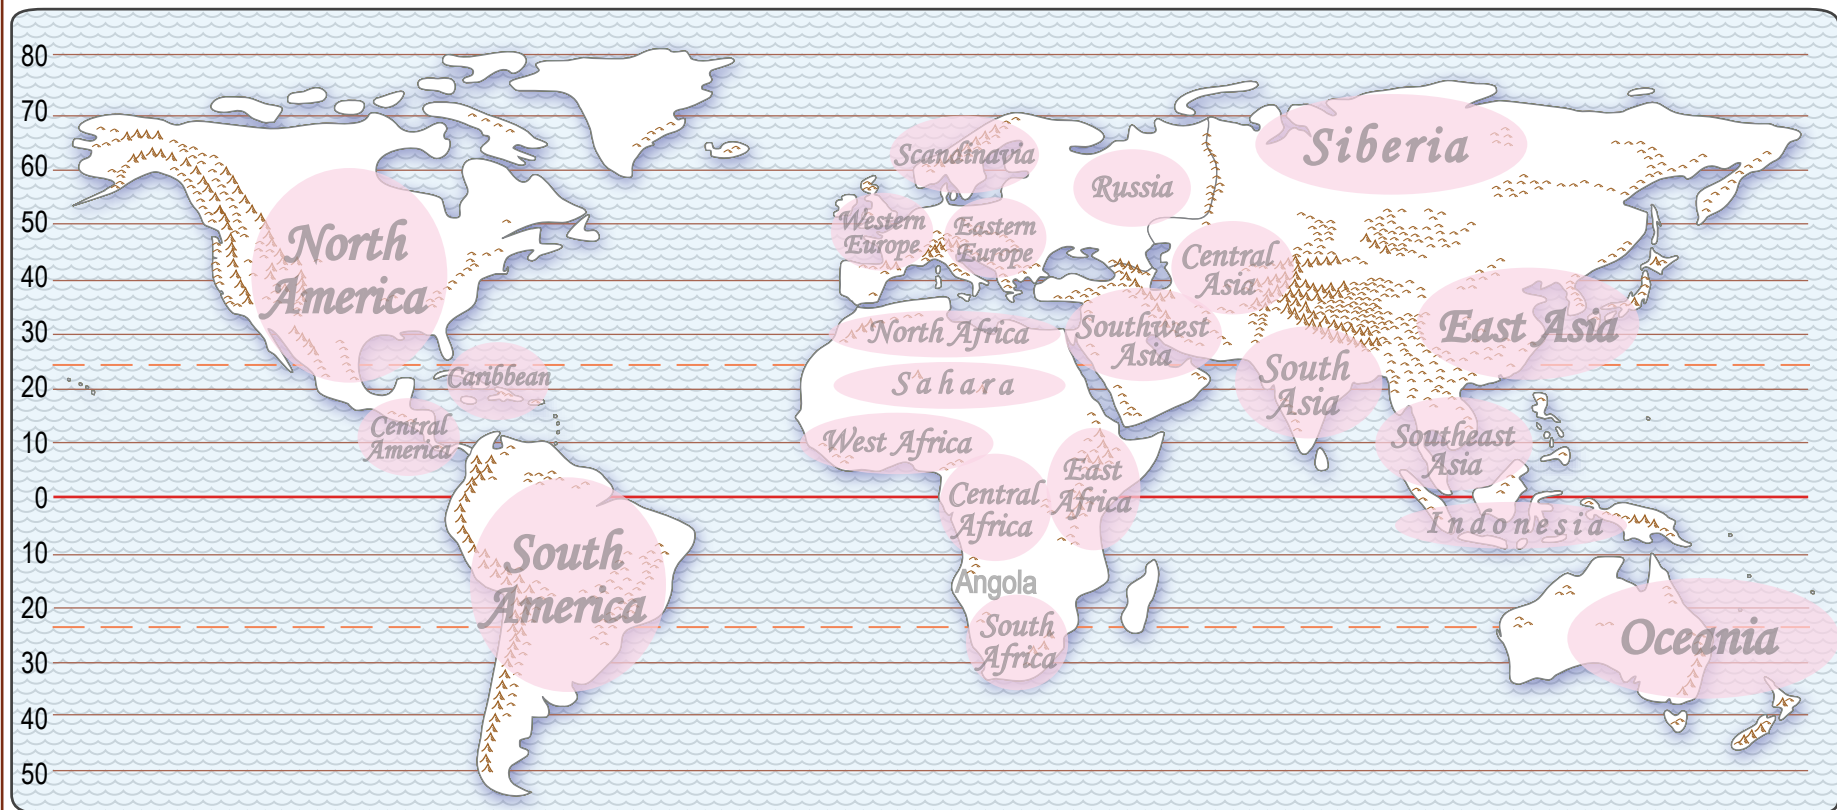 80
70
60
50
40
30
20
10
0
10
20
30
40
50
Siberia
Scandinavia
Russia
Western
Europe
Eastern
Europe
North
America
Central
Asia
East Asia
North Africa
Southwest
Asia
South
Asia
Caribbean
Sahara
Central
America
West Africa
Southeast
Asia
East
Africa
Central
Africa
Indonesia
South
America
Angola
South
Africa
Oceania